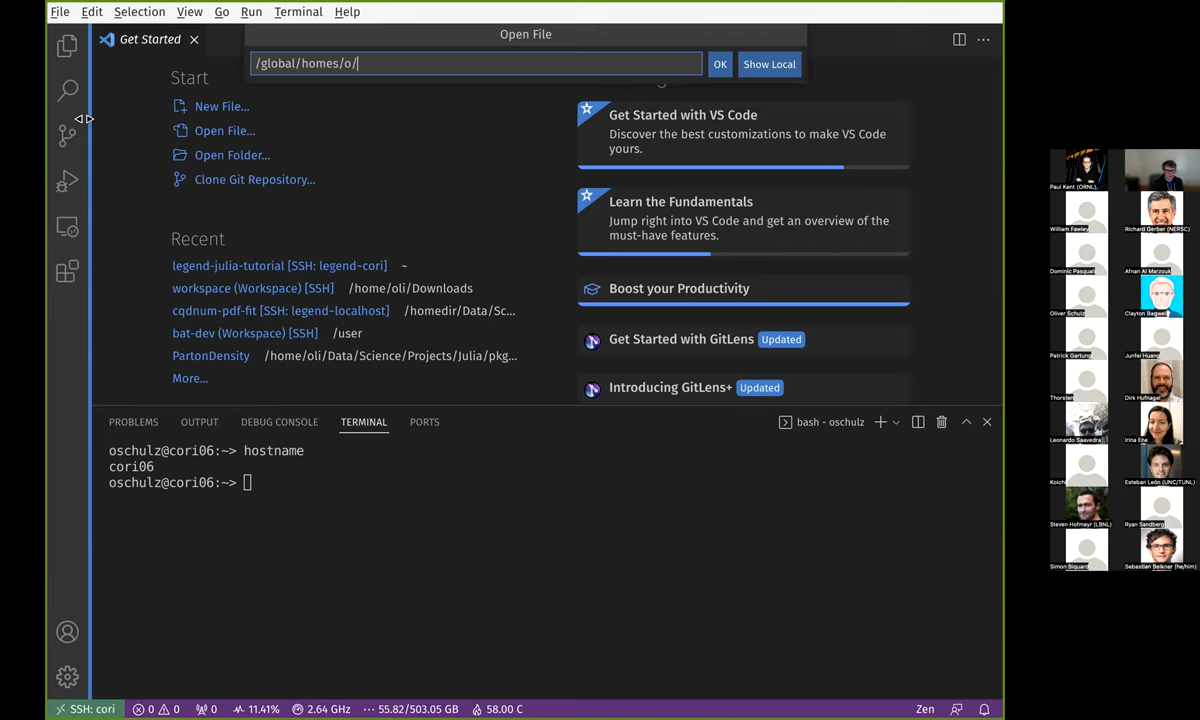 File Edit Selection View Go Run Terminal Help
Get Started
Open File
/global/homes/o/
OK
Show Local
Start
New File...
Open File...
Open Folder...
Clone Git Repository...
Recent
legend-julia-tutorial [SSH: legend~cori] ~
workspace (Workspace) [SSH] /home/oli/Downloads
cqdnum-pdf-fit [SSH: legend~localhost] /homedir/Data/Sc...
bat-dev (Workspace) [SSH] /user
PartonDensity /home/oli/Data/Science/Projects/Julia/pkg...
More...
Get Started with VS Code
Discover the best customizations to make VS Code
yours.
Learn the Fundamentals
Jump right into VS Code and get an overview of the
must-have features.
Boost your Productivity
Get Started with GitLens Updated
Introducing GitLens+ Updated
PROBLEMS OUTPUT DEBUG CONSOLE TERMINAL PORTS
bash - oschulz
oschulz@cori06:~> hostname
cori06
oschulz@cori06:~>
SSH: cori 0 0 0 11.41% 2.64 GHz 55.82/503.05 GB 58.00 C Zen
Paul Kent (ORNL)
William Fawley Richard Gerber (NERSC)
Dominic Pasquali Afnan Al Marzouk
Oliver Schulz Clayton Bagwell
Patrick Gartung Junfei Huang
Thorsten Dirk Hufnagel
Leonardo Saavedra Irina Ene
Koichi Esteban León (UNC/TUNL)
Steven Hofmeyr (LBNL) Ryan Sandberg
Simon Biquard Sebastian Belkner (he/him)